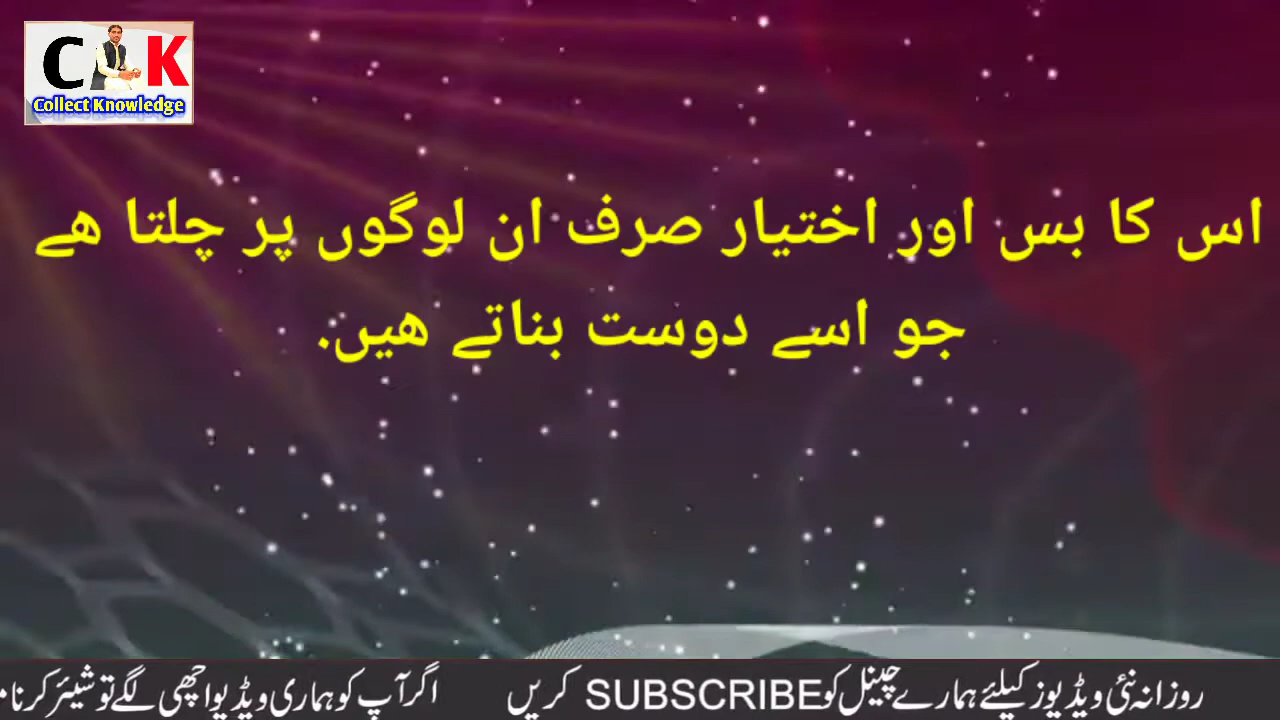 C K
Collect Knowledge
اس کا بس اور اختیار صرف ان لوگوں پر چلتا ھے
جو اسے دوست بناتے ھیں.
روزانہ نئی ویڈیوز کیلئے ہمارے چینل کو SUBSCRIBE کریں اگر آپ کو ہماری ویڈیو اچھی لگے تو شیئر کرنا